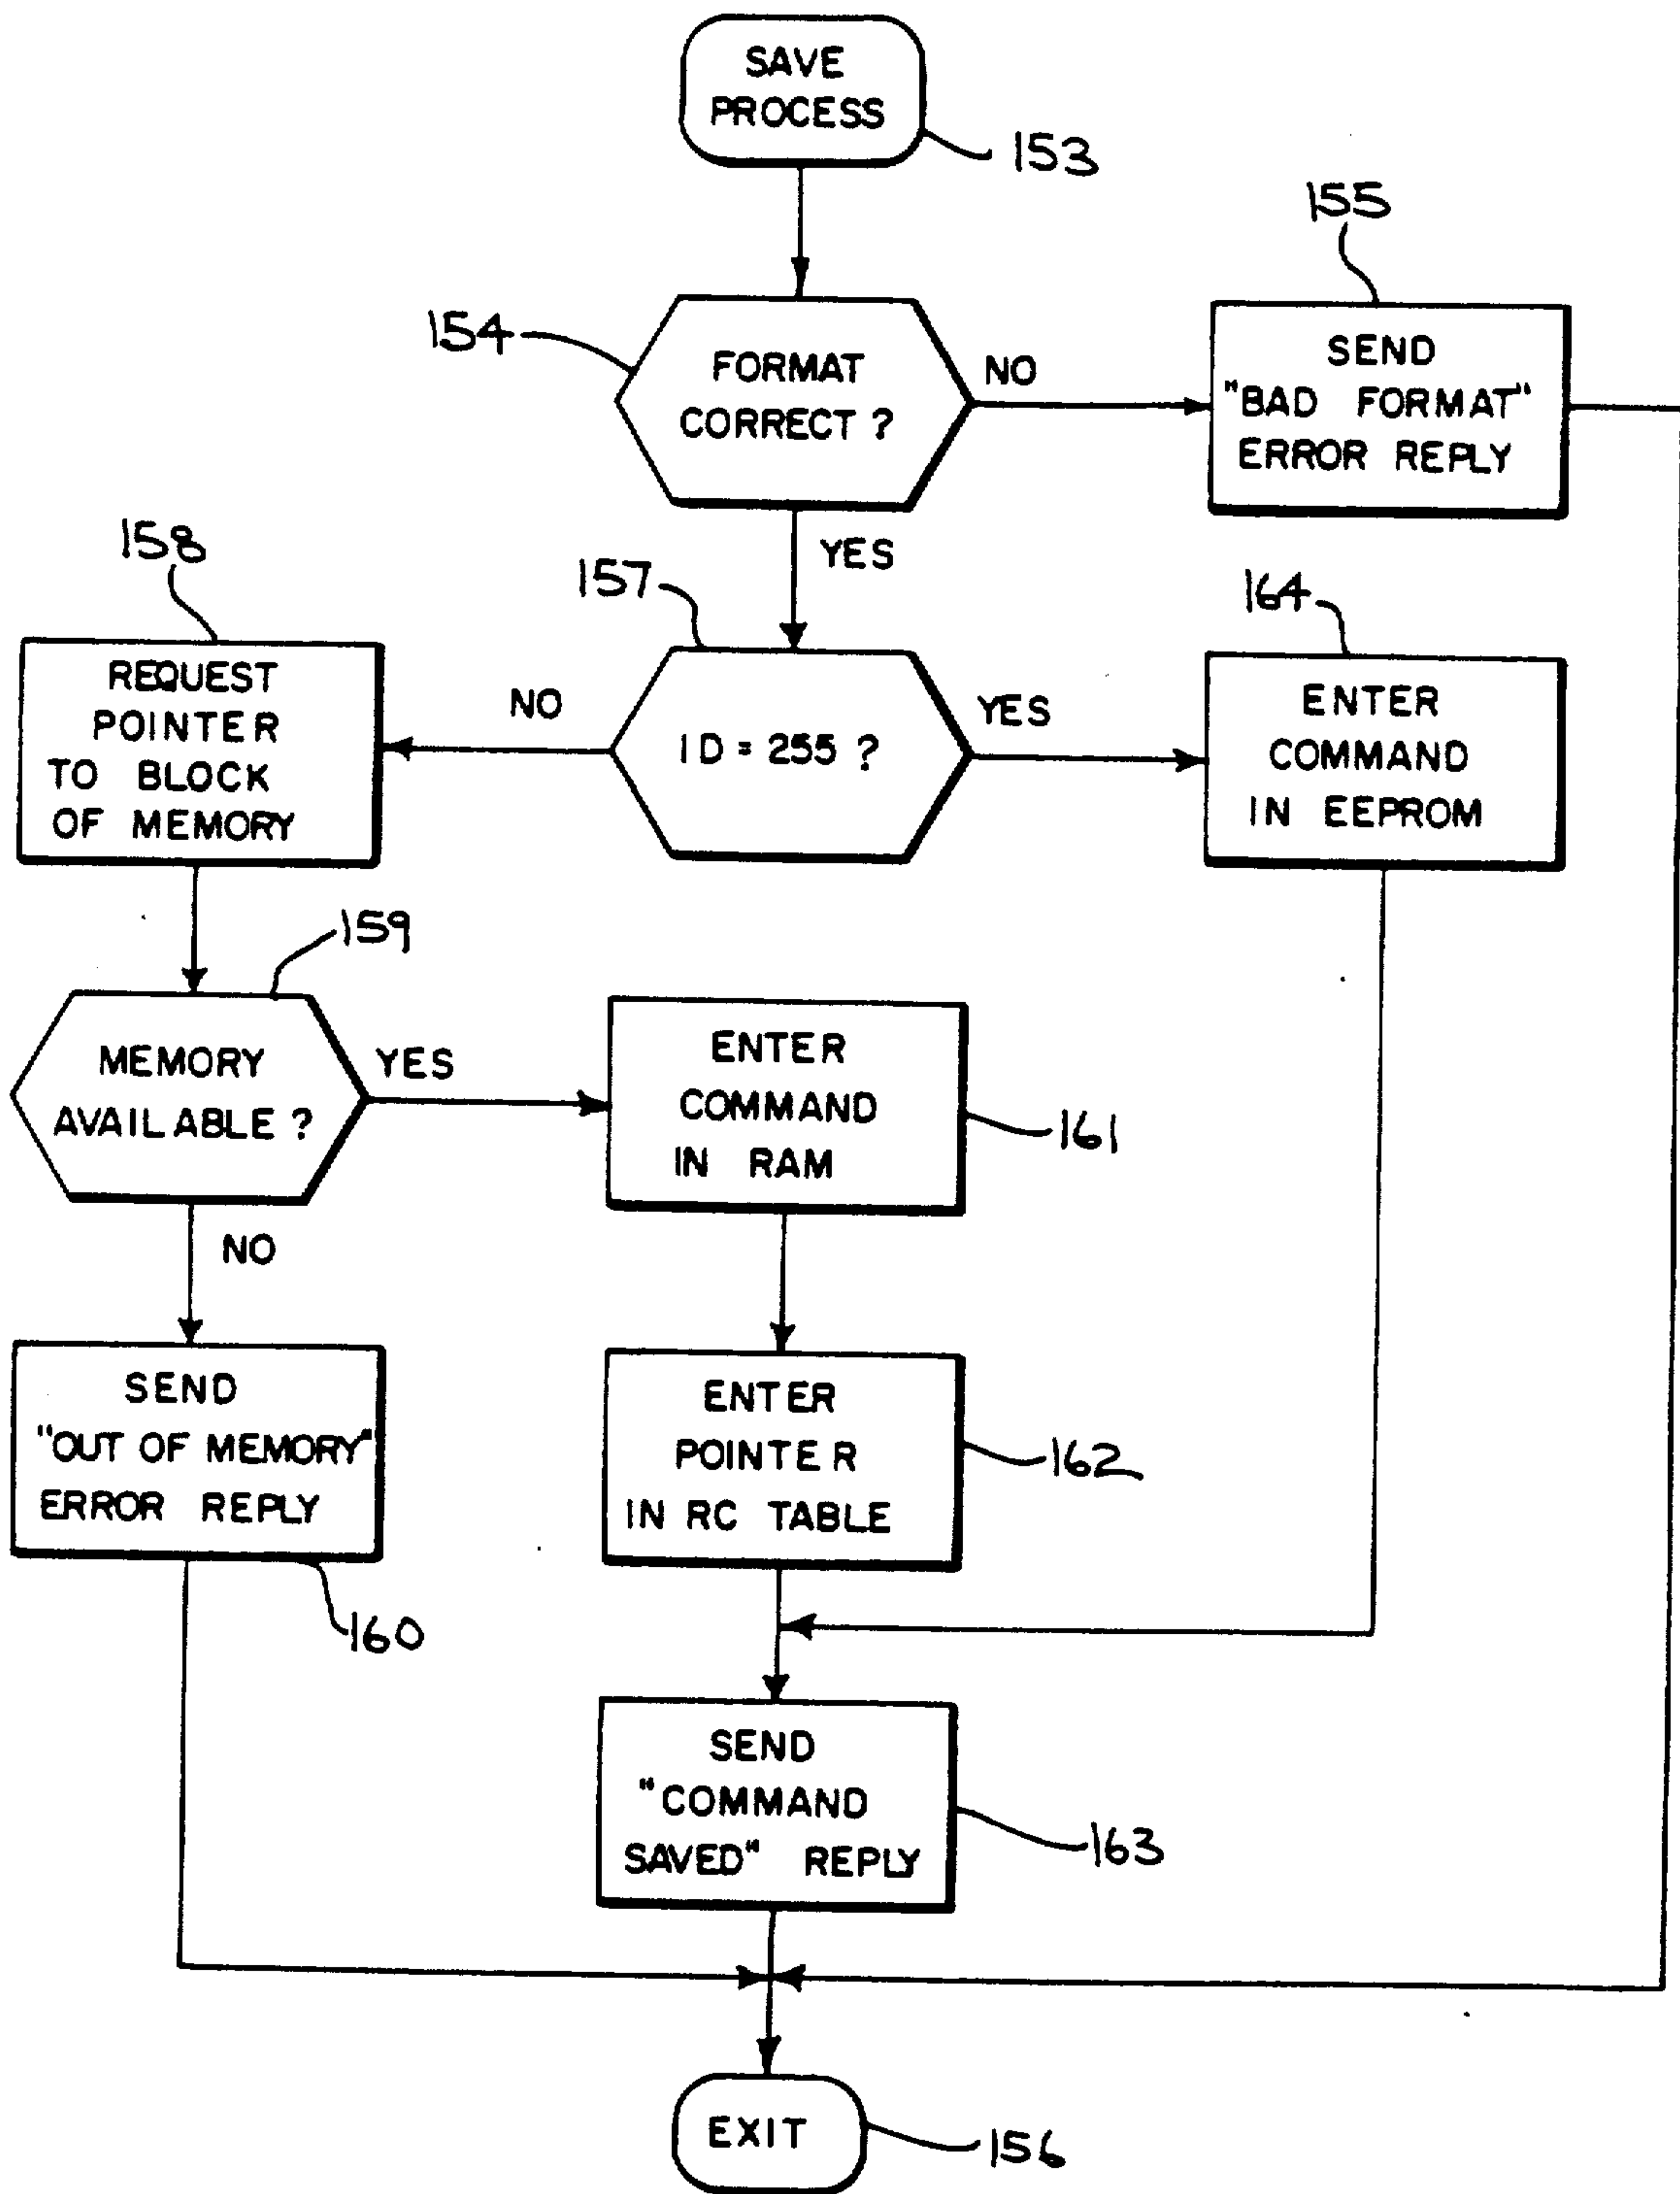 SAVE
PROCESS
153
155
154
FORMAT
CORRECT ?
NO
SEND
"BAD FORMAT"
ERROR REPLY
YES
158
157
164
REQUEST
POINTER
TO BLOCK
OF MEMORY
NO
ID = 255 ?
YES
ENTER
COMMAND
IN EEPROM
159
MEMORY
AVAILABLE ?
YES
ENTER
COMMAND
IN RAM
161
NO
SEND
"OUT OF MEMORY"
ERROR REPLY
160
ENTER
POINTER
IN RC TABLE
162
SEND
"COMMAND
SAVED" REPLY
163
EXIT
156